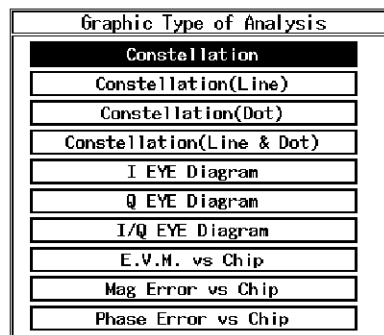 Graphic Type of Analysis
Constellation
Constellation(Line)
Constellation(Dot)
Constellation(Line & Dot)
I EYE Diagram
Q EYE Diagram
I/Q EYE Diagram
E.V.M. vs Chip
Mag Error vs Chip
Phase Error vs Chip